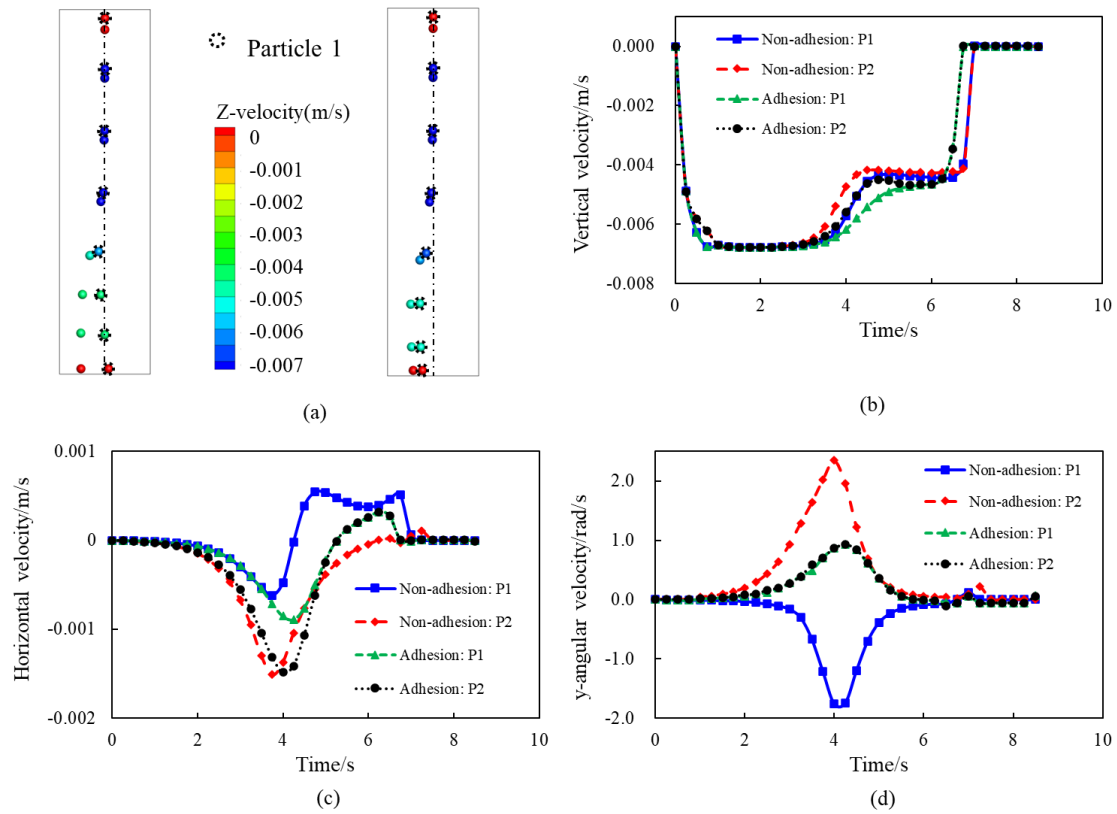 Particle 1
Z-velocity(m/s)
0
-0.001
-0.002
-0.003
-0.004
-0.005
-0.006
-0.007
(a)
Vertical velocity/m/s
0.000
-0.002
-0.004
-0.006
-0.008
Non-adhesion: P1
Non-adhesion: P2
Adhesion: P1
Adhesion: P2
0 2 4 6 8 10
Time/s
(b)
Horizontal velocity/m/s
0.001
0
-0.001
-0.002
Non-adhesion: P1
Non-adhesion: P2
Adhesion: P1
Adhesion: P2
0 2 4 6 8 10
Time/s
(c)
y-angular velocity/rad/s
2.0
1.0
0.0
-1.0
-2.0
Non-adhesion: P1
Non-adhesion: P2
Adhesion: P1
Adhesion: P2
0 2 4 6 8 10
Time/s
(d)